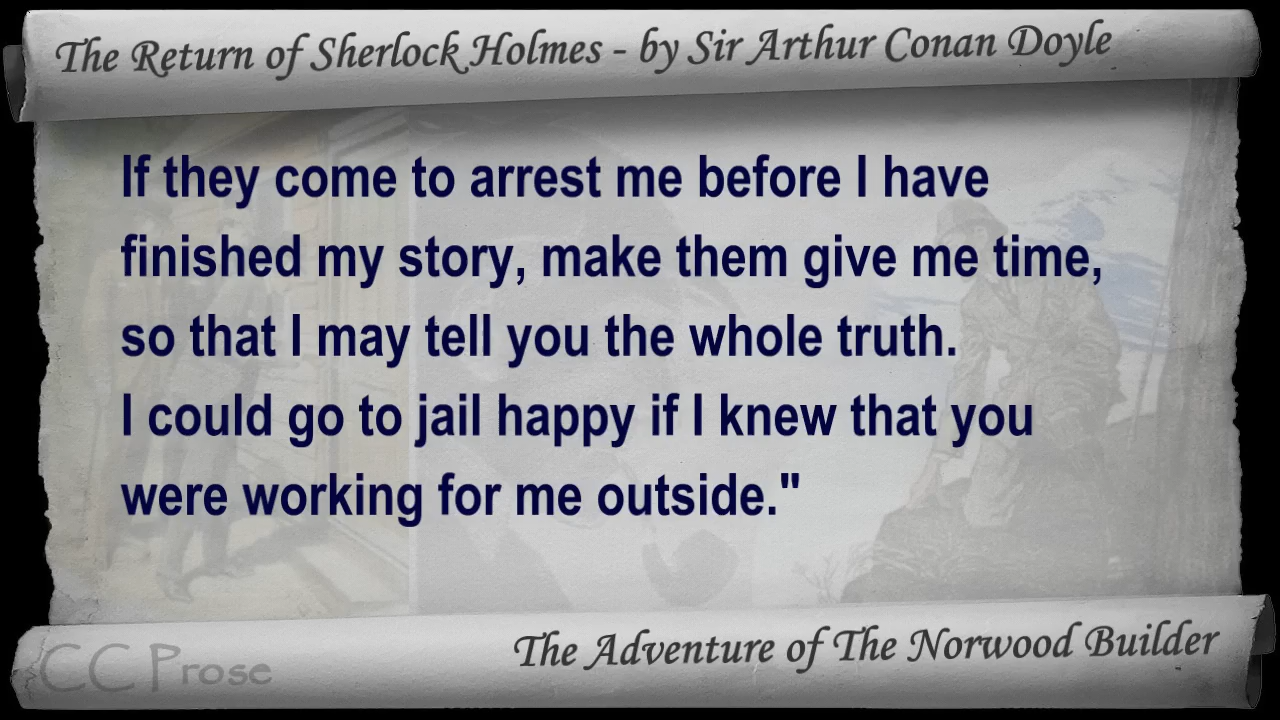 The Return of Sherlock Holmes - by Sir Arthur Conan Doyle
If they come to arrest me before I have
finished my story, make them give me time,
so that I may tell you the whole truth.
I could go to jail happy if I knew that you
were working for me outside."
The Adventure of The Norwood Builder
CC Prose